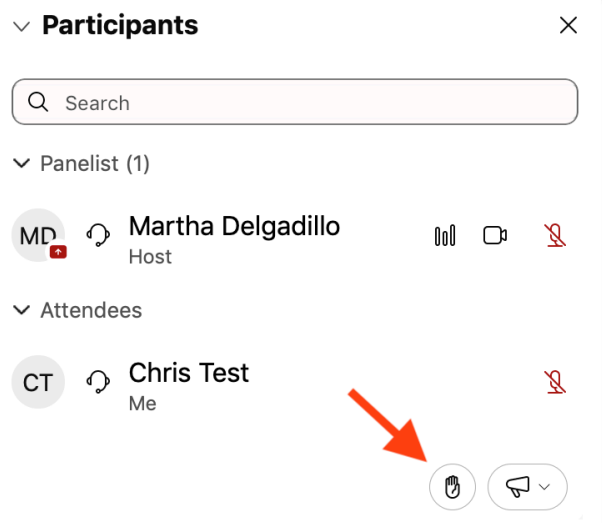 Participants
Search
Panelist (1)
MD
Martha Delgadillo
Host
Attendees
CT
Chris Test
Me